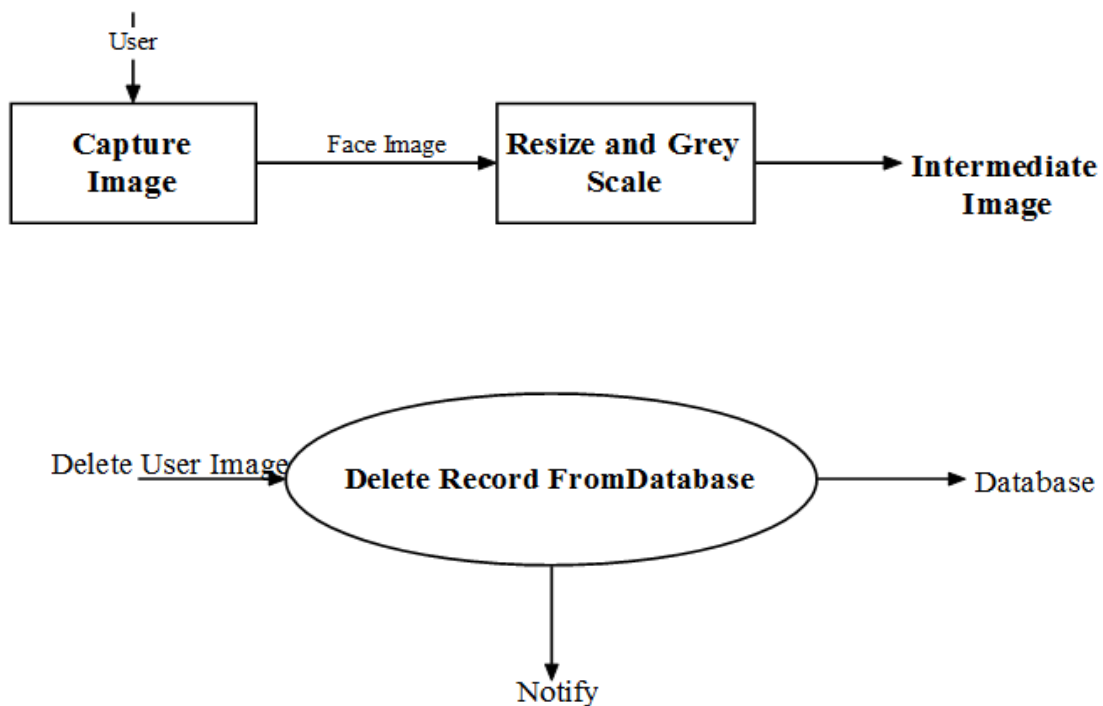 User
Capture
Image
Face Image
Resize and Grey
Scale
Intermediate
Image
Delete User Image
Delete Record FromDatabase
Database
Notify